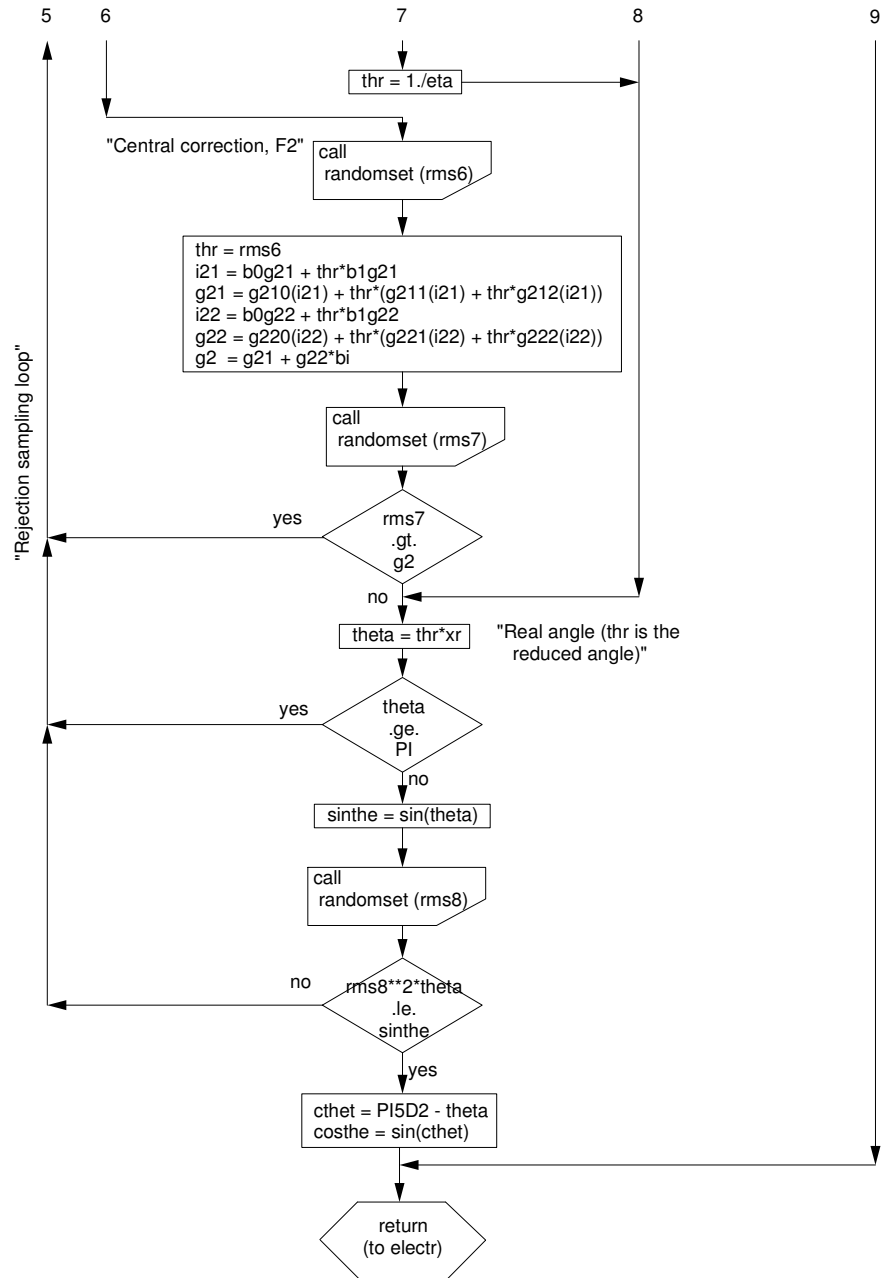 5 6 7 8 9
thr = 1./eta
"Central correction, F2"
call
randomset (rms6)
thr = rms6
i21 = b0g21 + thr*b1g21
g21 = g210(i21) + thr*(g211(i21) + thr*g212(i21))
i22 = b0g22 + thr*b1g22
g22 = g220(i22) + thr*(g221(i22) + thr*g222(i22))
g2 = g21 + g22*bi
"Rejection sampling loop"
call
randomset (rms7)
yes
rms7
.gt.
g2
no
theta = thr*xr
"Real angle (thr is the
reduced angle)"
yes
theta
.ge.
PI
no
sinthe = sin(theta)
call
randomset (rms8)
no
rms8**2*theta
.le.
sinthe
yes
cthet = PI5D2 - theta
costhe = sin(cthet)
return
(to electr)